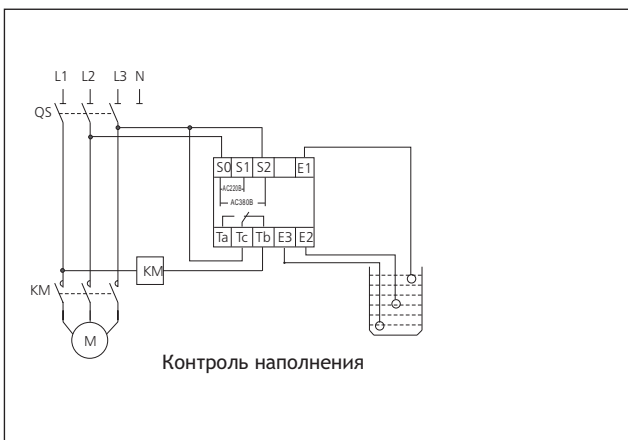 L1 L2 L3 N
QS
S0 S1 S2 E1
AC220В
AC380В
Ta Tc Tb E3 E2
KM
KM
M
Контроль наполнения